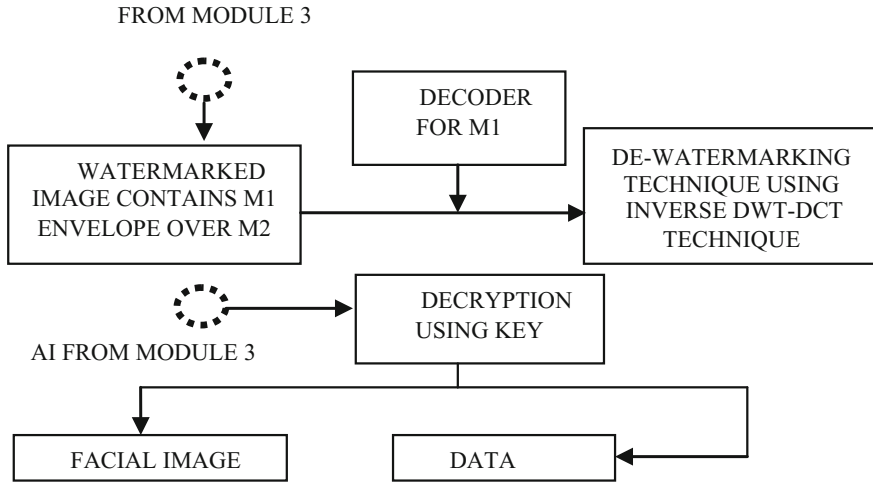 FROM MODULE 3
DECODER
FOR M1
WATERMARKED
IMAGE CONTAINS M1
ENVELOPE OVER M2
DE-WATERMARKING
TECHNIQUE USING
INVERSE DWT-DCT
TECHNIQUE
DECRYPTION
USING KEY
AI FROM MODULE 3
FACIAL IMAGE
DATA